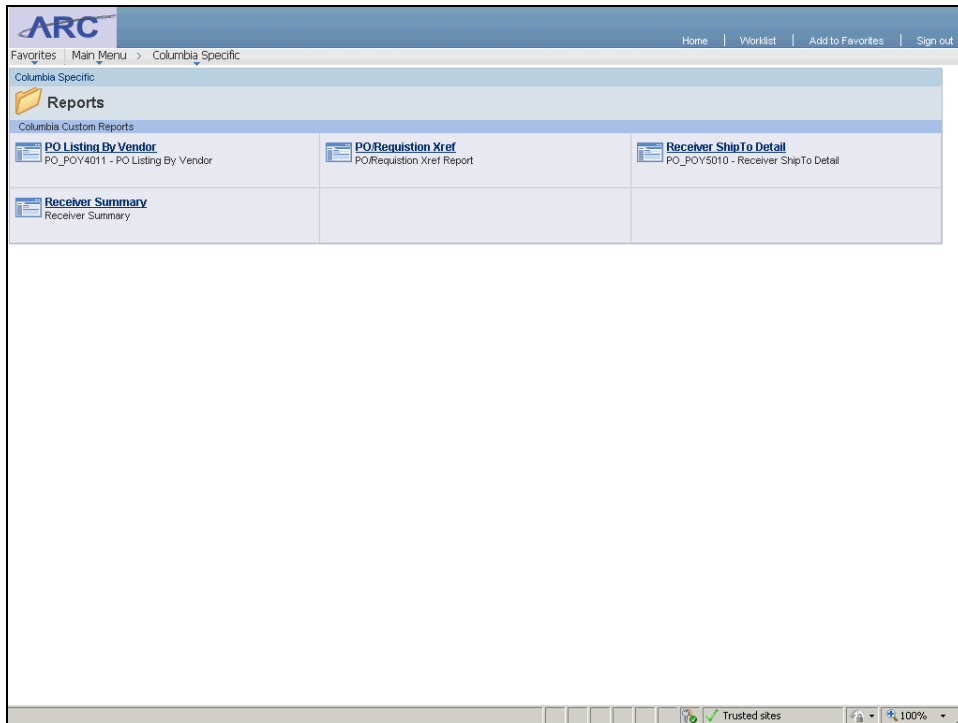 ARC
Home | Worklist | Add to Favorites | Sign out
Favorites Main Menu > Columbia Specific
Columbia Specific
Reports
Columbia Custom Reports
PO Listing By Vendor
PO_POY4011 - PO Listing By Vendor
PO/Requistion Xref
PO/Requistion Xref Report
Receiver ShipTo Detail
PO_POY5010 - Receiver ShipTo Detail
Receiver Summary
Receiver Summary
Trusted sites
100%